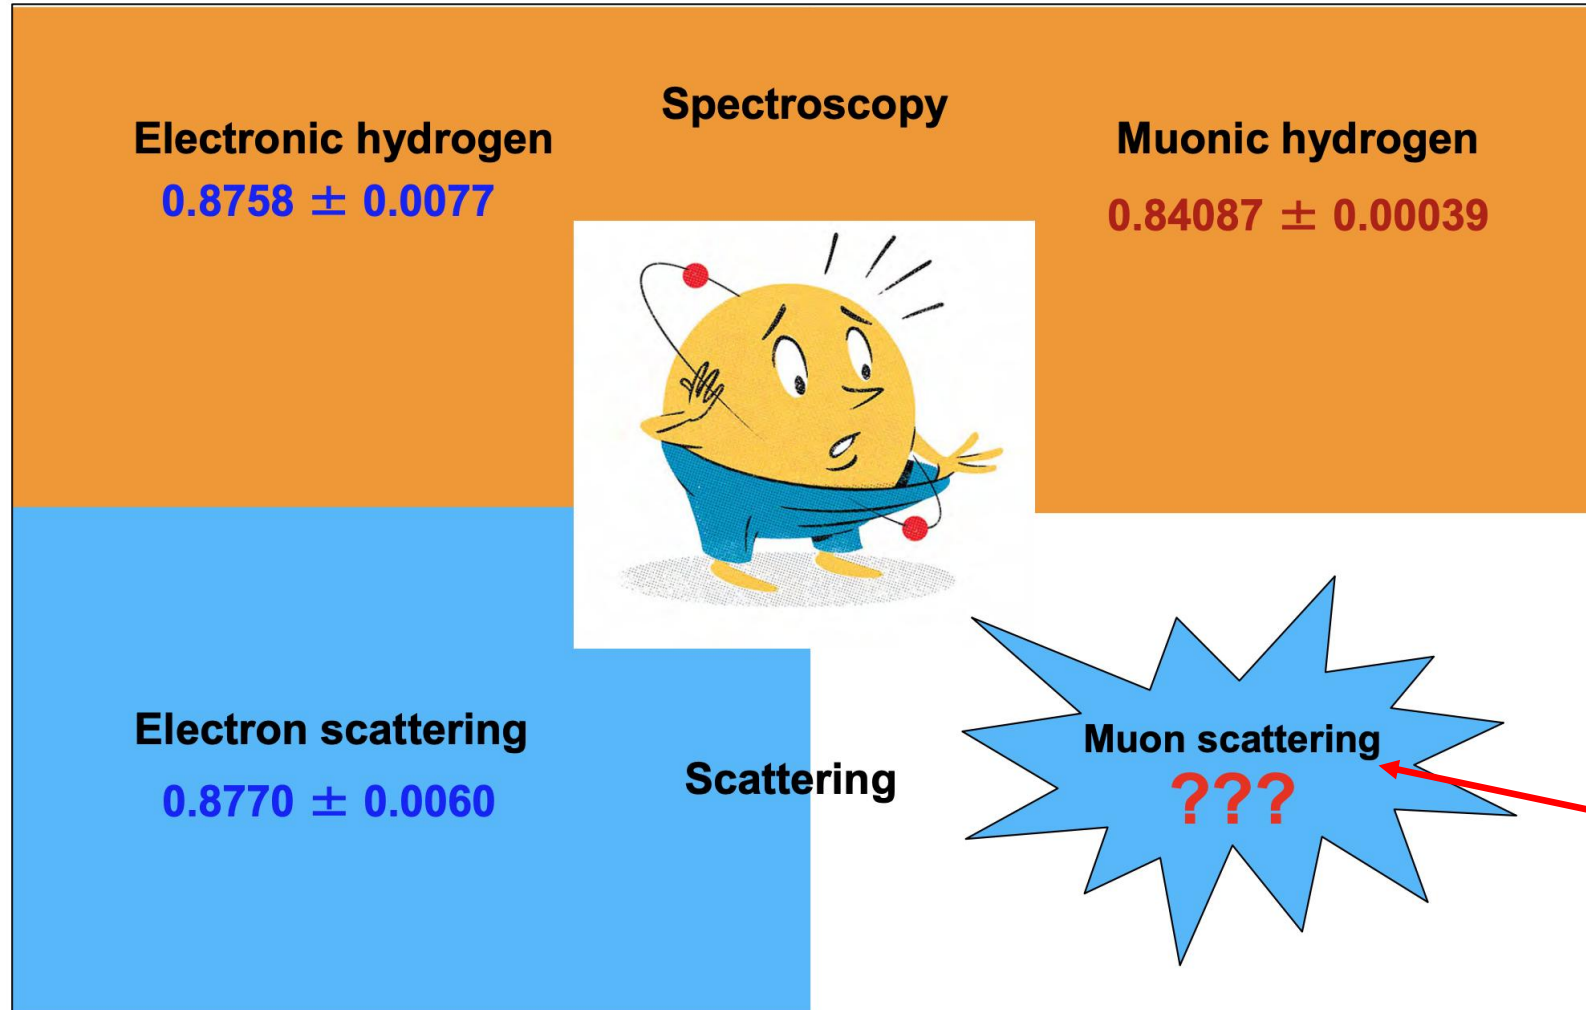 Spectroscopy
Electronic hydrogen
0.8758 ± 0.0077
Muonic hydrogen
0.84087 ± 0.00039
Electron scattering
0.8770 ± 0.0060
Scattering
Muon scattering
???